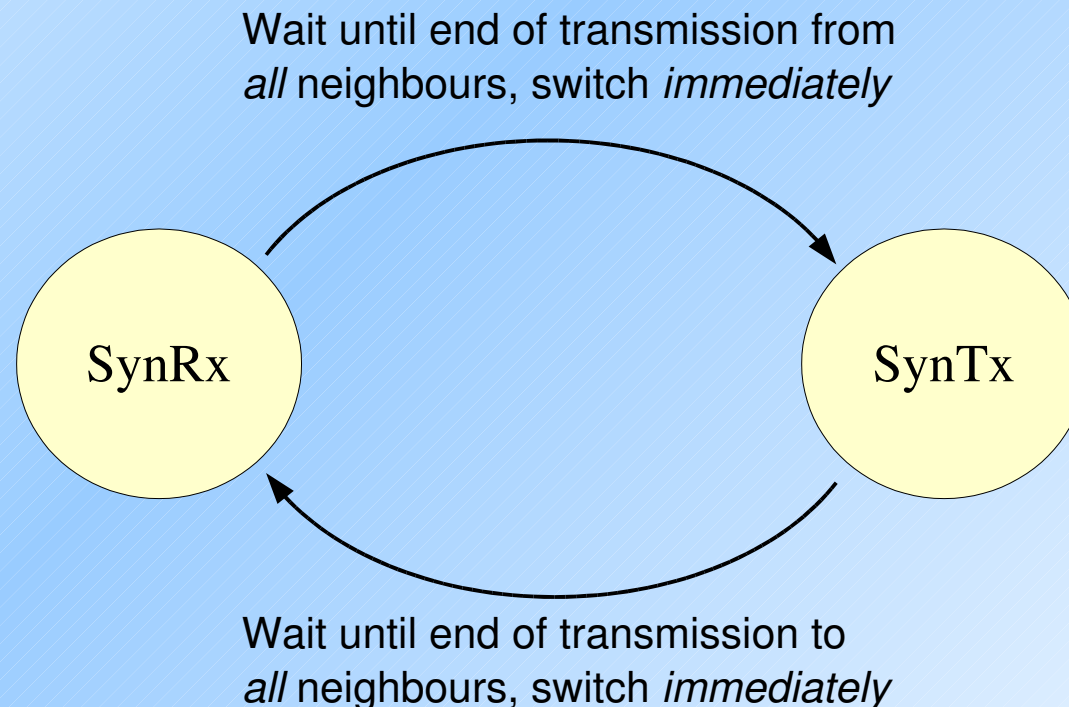 Wait until end of transmission from
all neighbours, switch immediately
SynRx
SynTx
Wait until end of transmission to
all neighbours, switch immediately